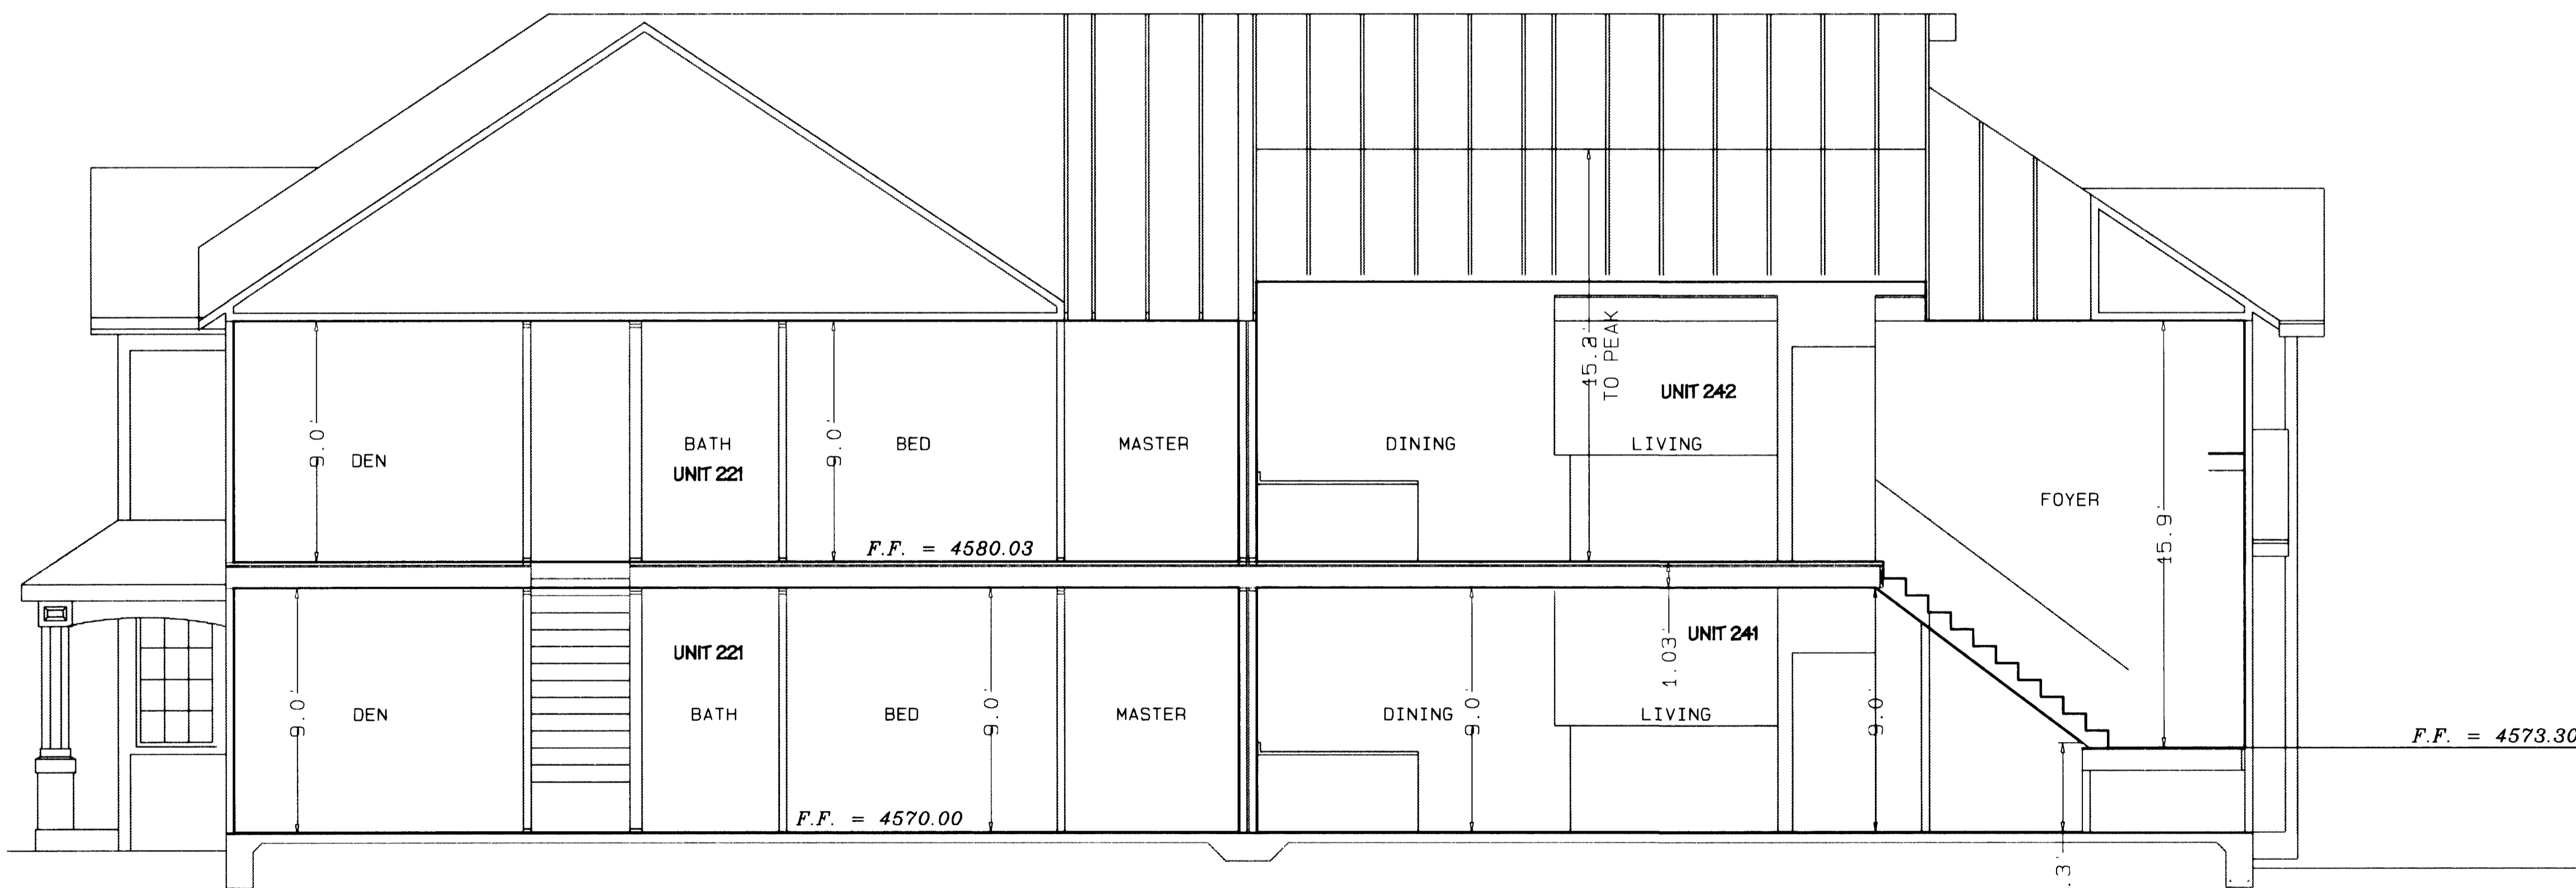 15.2'
TO PEAK
UNIT 242
9.0'
DEN
BATH
UNIT 221
9.0'
BED
MASTER
DINING
LIVING
FOYER
15.9'
F.F. = 4580.03
UNIT 221
1.03'
UNIT 241
9.0'
DEN
BATH
BED
9.0'
MASTER
DINING
9.0'
LIVING
9.0'
F.F. = 4573.30
F.F. = 4570.00
.3'